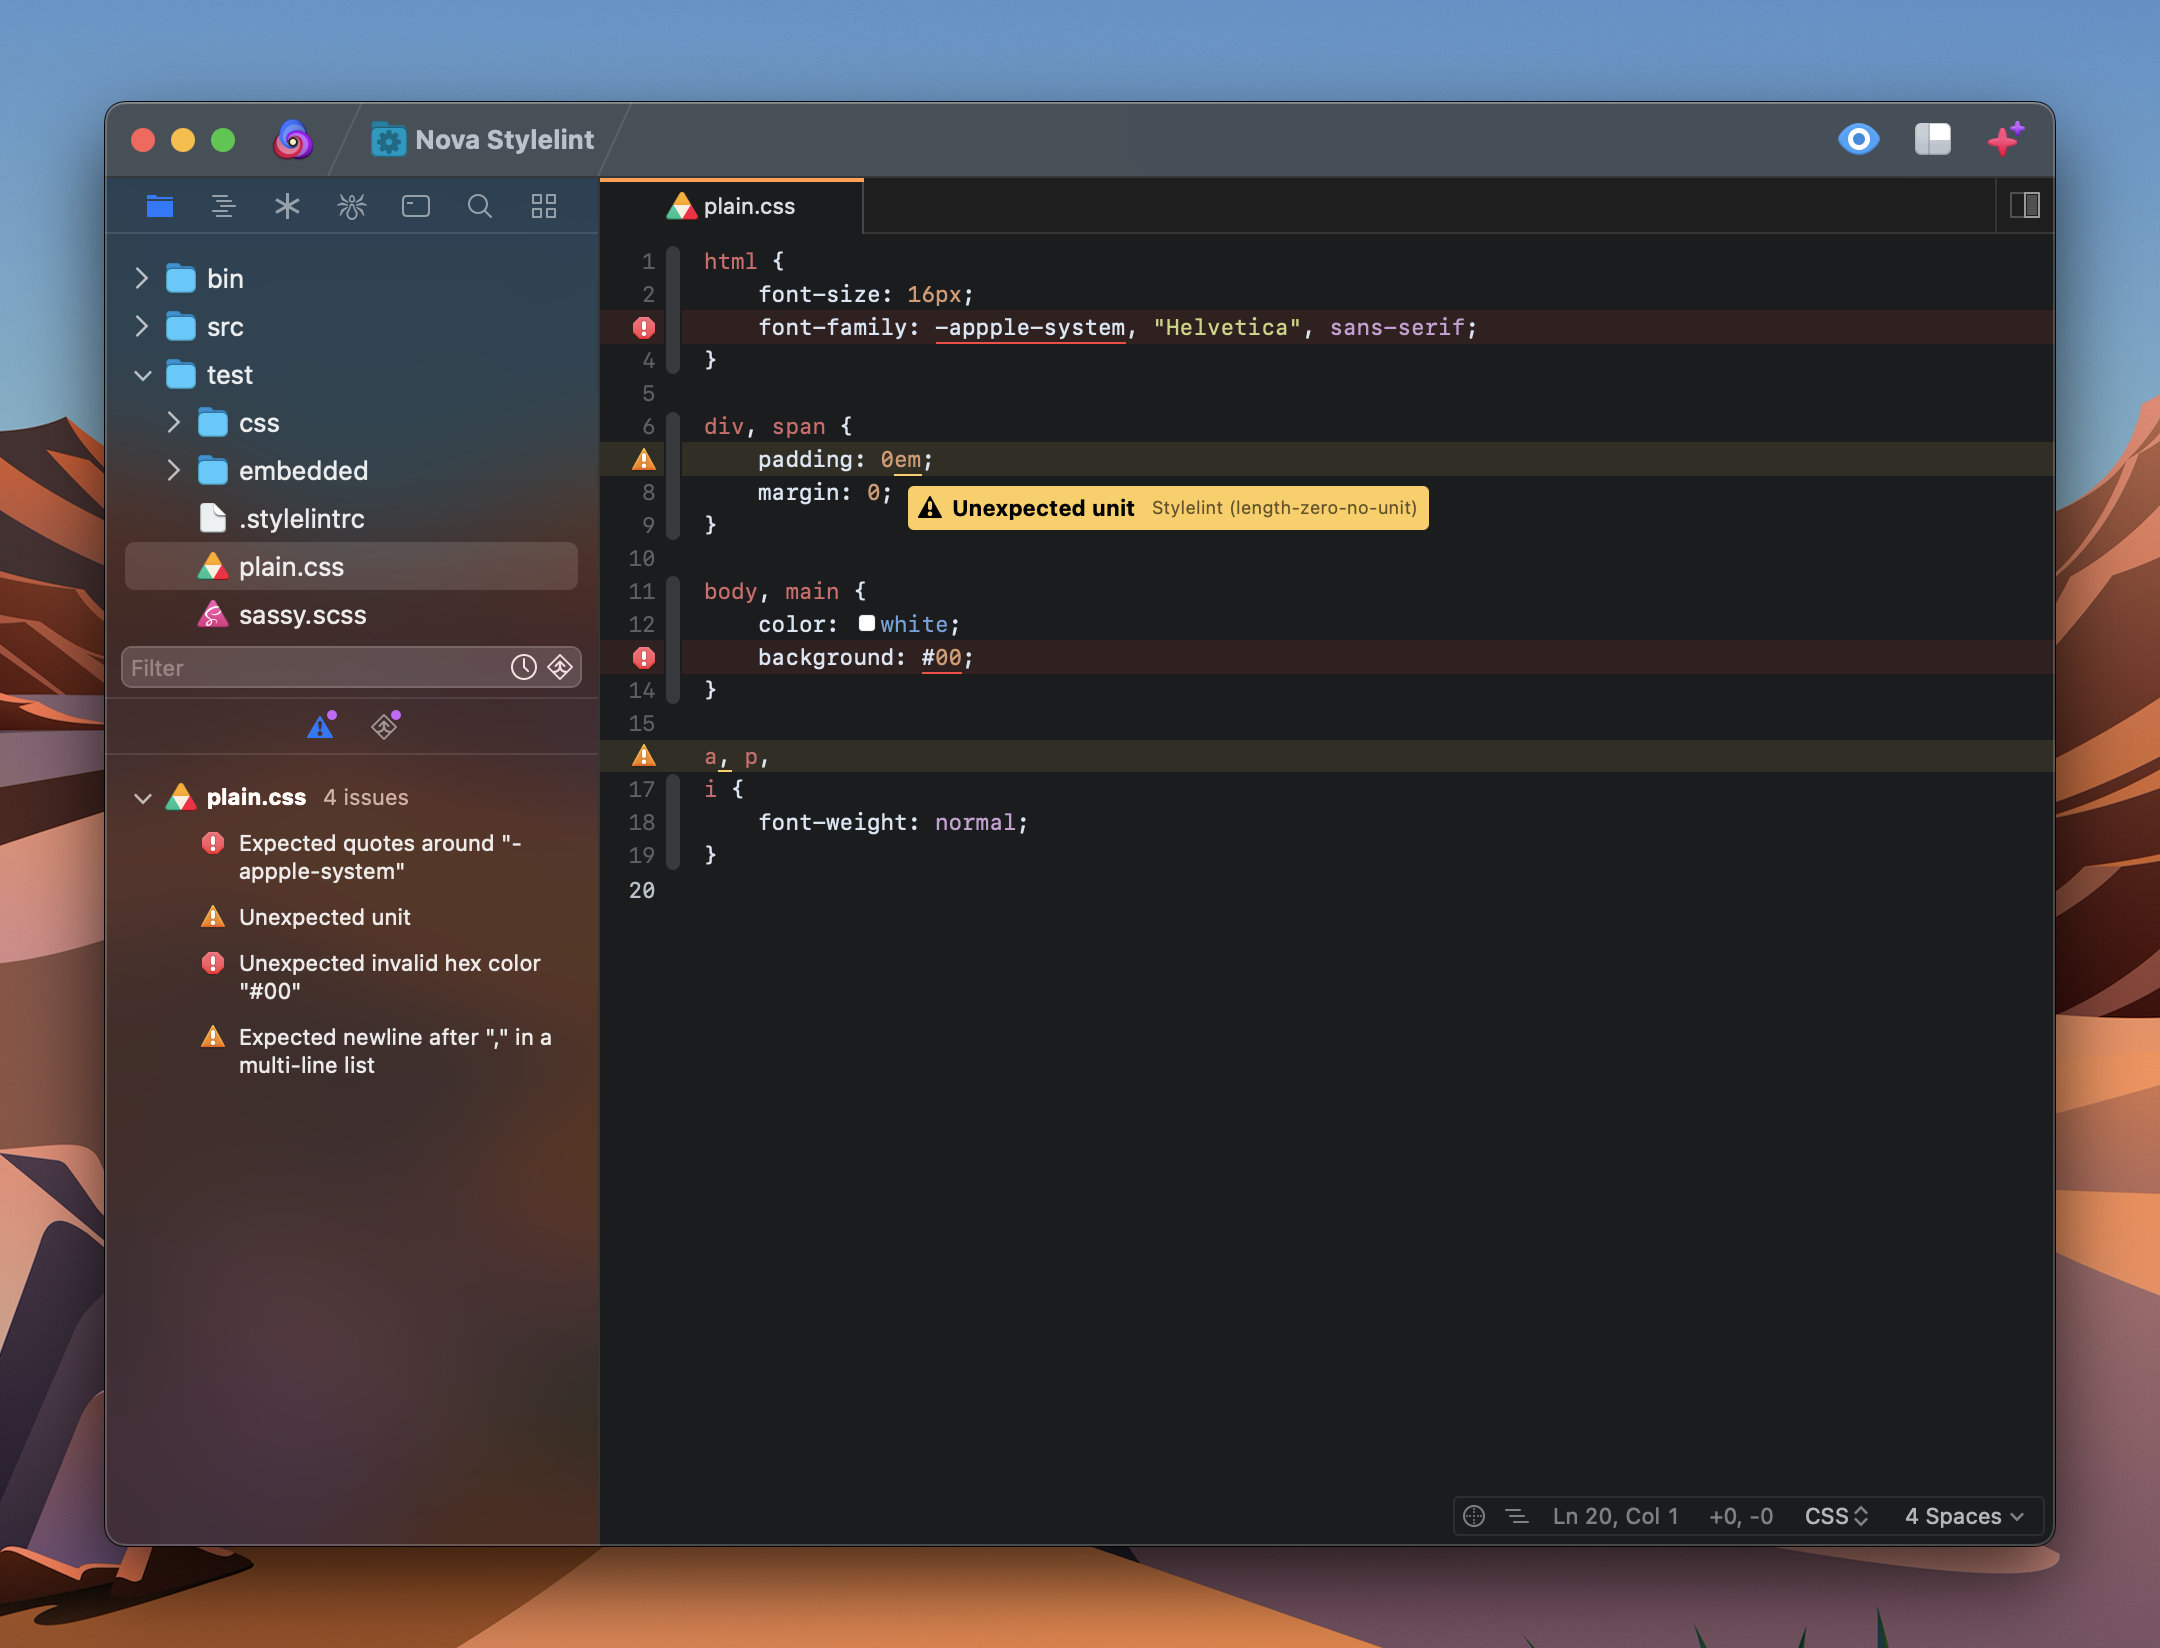 Nova Stylelint
bin
src
test
css
embedded
.stylelintrc
plain.css
sassy.scss
Filter
plain.css 4 issues
Expected quotes around "-
appple-system"
Unexpected unit
Unexpected invalid hex color
"#00"
Expected newline after "," in a
multi-line list
plain.css
1 html {
2 font-size: 16px;
font-family: -appple-system, "Helvetica", sans-serif;
4 }
5
6 div, span {
padding: 0em;
8 margin: 0;
Unexpected unit Stylelint (length-zero-no-unit)
9 }
10
11 body, main {
12 color: white;
background: #00;
14 }
15
a, p,
17 i {
18 font-weight: normal;
19 }
20
Ln 20, Col 1 +0, -0 CSS 4 Spaces